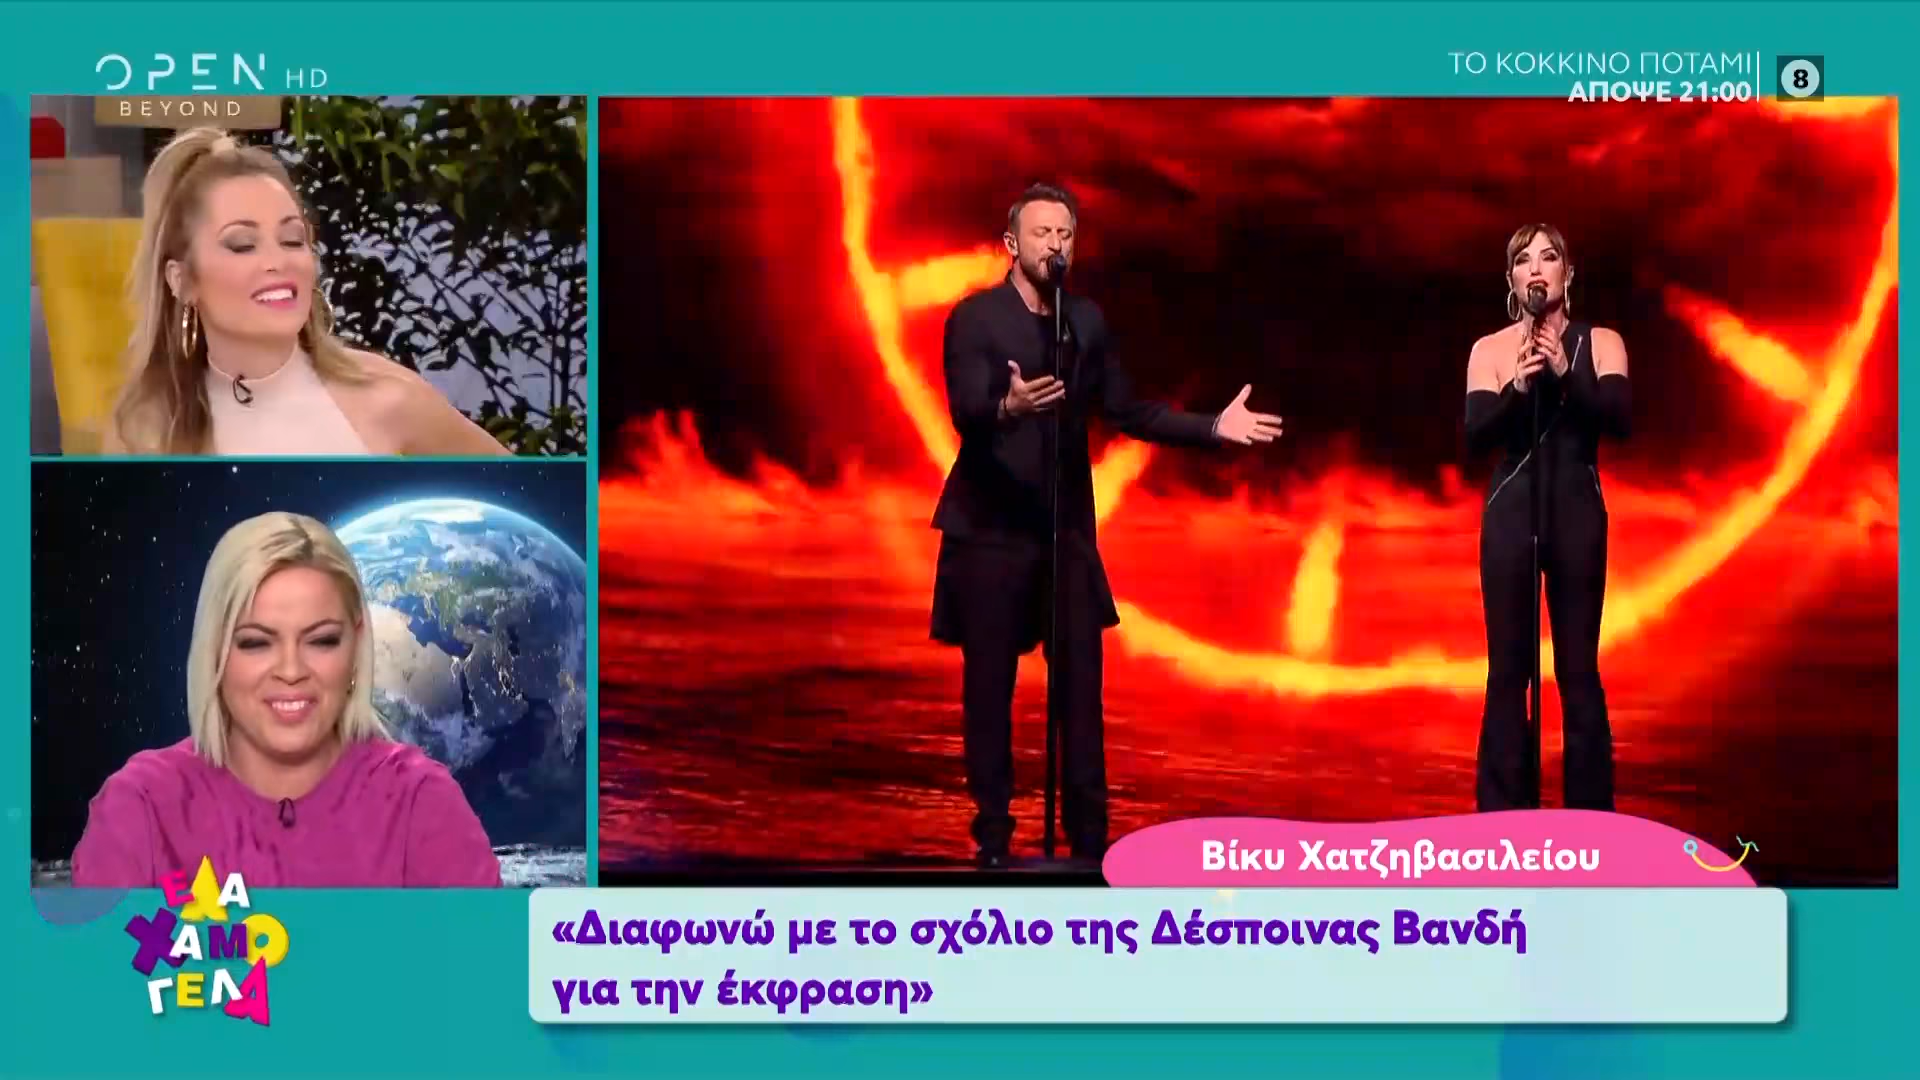 OPEN HD
BEYOND
ΤΟ ΚΟΚΚΙΝΟ ΠΟΤΑΜΙ
ΑΠΟΨΕ 21:00
8
Βίκυ Χατζηβασιλείου
«Διαφωνώ με το σχόλιο της Δέσποινας Βανδή
για την έκφραση»
ΕΛΑ
ΧΑΜΟ
ΓΕΛΑ